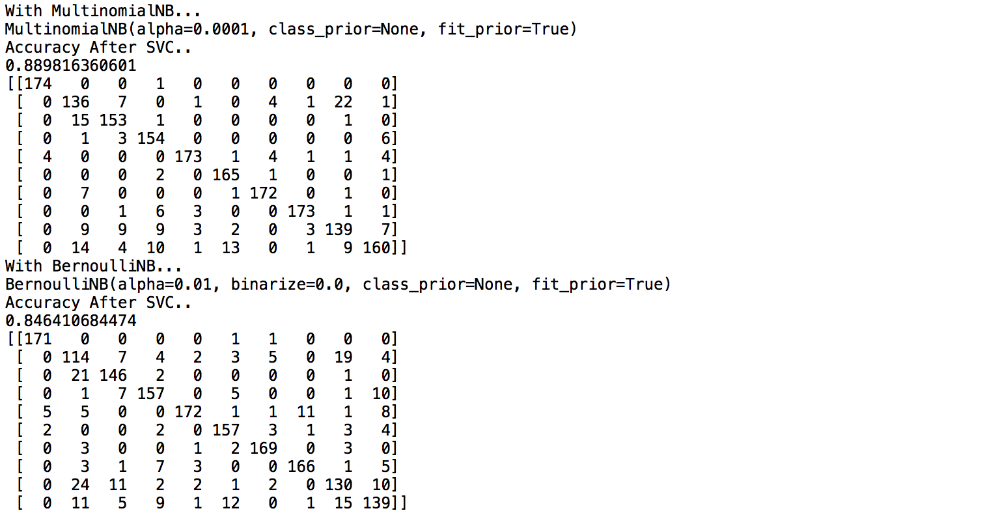 With MultinomialNB...
MultinomialNB(alpha=0.0001, class_prior=None, fit_prior=True)
Accuracy After SVC..
0.889816360601
[[174   0   0   1   0   0   0   0   0   0]
 [  0 136   7   0   1   0   4   1  22   1]
 [  0  15 153   1   0   0   0   0   1   0]
 [  0   1   3 154   0   0   0   0   0   6]
 [  4   0   0   0 173   1   4   1   1   4]
 [  0   0   0   2   0 165   1   0   0   1]
 [  0   7   0   0   0   1 172   0   1   0]
 [  0   0   1   6   3   0   0 173   1   1]
 [  0   9   9   9   3   2   0   3 139   7]
 [  0  14   4  10   1  13   0   1   9 160]]
With BernoulliNB...
BernoulliNB(alpha=0.01, binarize=0.0, class_prior=None, fit_prior=True)
Accuracy After SVC..
0.846410684474
[[171   0   0   0   0   1   1   0   0   0]
 [  0 114   7   4   2   3   5   0  19   4]
 [  0  21 146   2   0   0   0   0   1   0]
 [  0   1   7 157   0   5   0   0   1  10]
 [  5   5   0   0 172   1   1  11   1   8]
 [  2   0   0   2   0 157   3   1   3   4]
 [  0   3   0   0   1   2 169   0   3   0]
 [  0   3   1   7   3   0   0 166   1   5]
 [  0  24  11   2   2   1   2   0 130  10]
 [  0  11   5   9   1  12   0   1  15 139]]